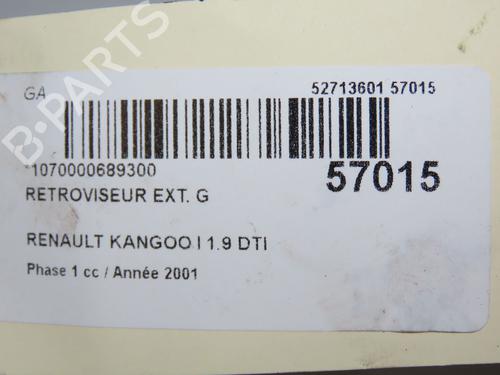 GA
52713601 57015
1070000689300
57015
RETROVISEUR EXT. G
RENAULT KANGOO I 1.9 DTI
Phase 1 cc / Année 2001
B-PARTS